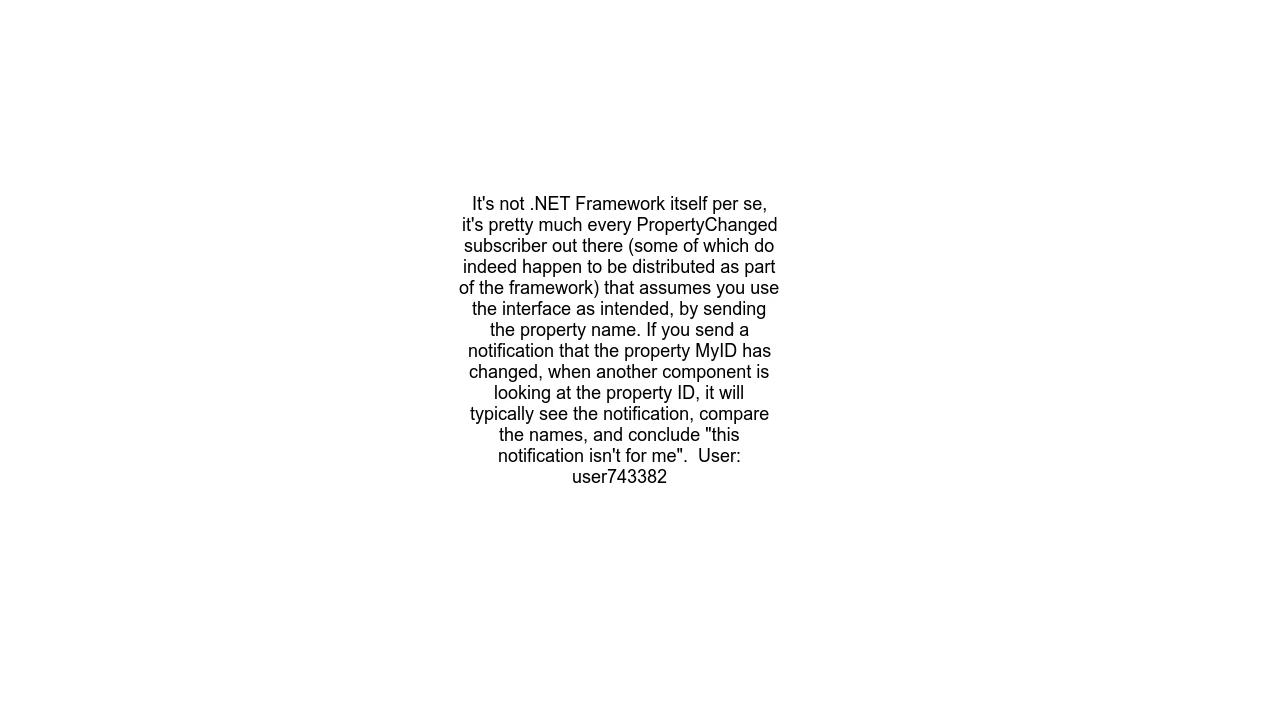 It's not .NET Framework itself per se,
it's pretty much every PropertyChanged
subscriber out there (some of which do
indeed happen to be distributed as part
of the framework) that assumes you use
the interface as intended, by sending
the property name. If you send a
notification that the property MyID has
changed, when another component is
looking at the property ID, it will
typically see the notification, compare
the names, and conclude "this
notification isn't for me".  User:
user743382